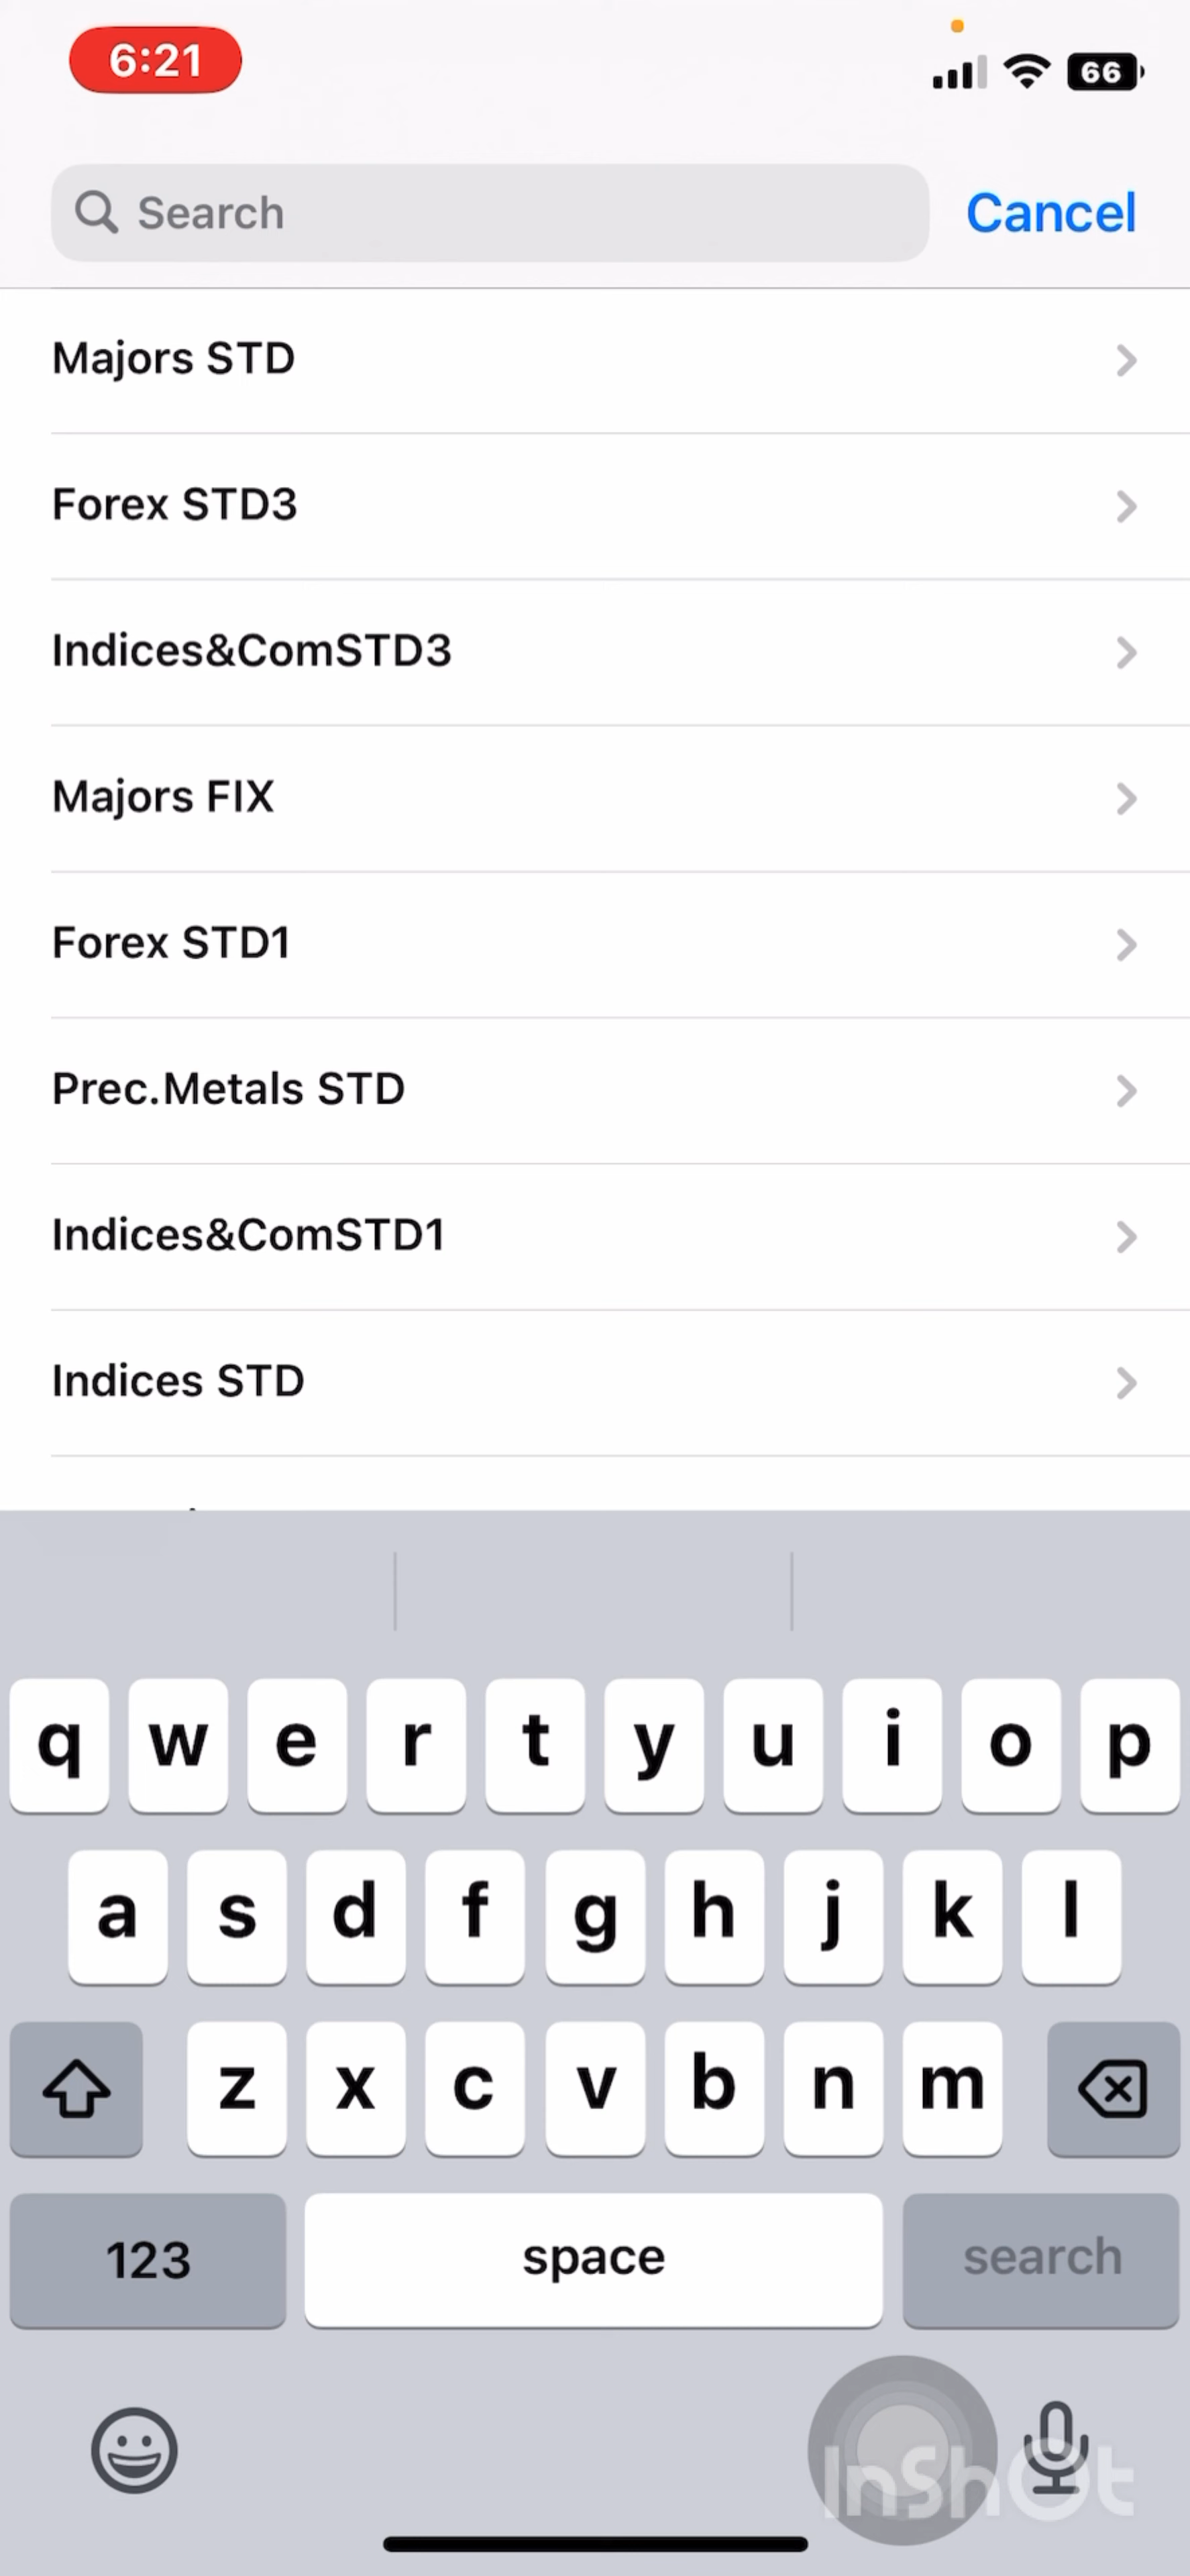 6:21
66
Search
Cancel
Majors STD
Forex STD3
Indices&ComSTD3
Majors FIX
Forex STD1
Prec.Metals STD
Indices&ComSTD1
Indices STD
q w e r t y u i o p
a s d f g h j k l
z x c v b n m
123 space search
InShOt